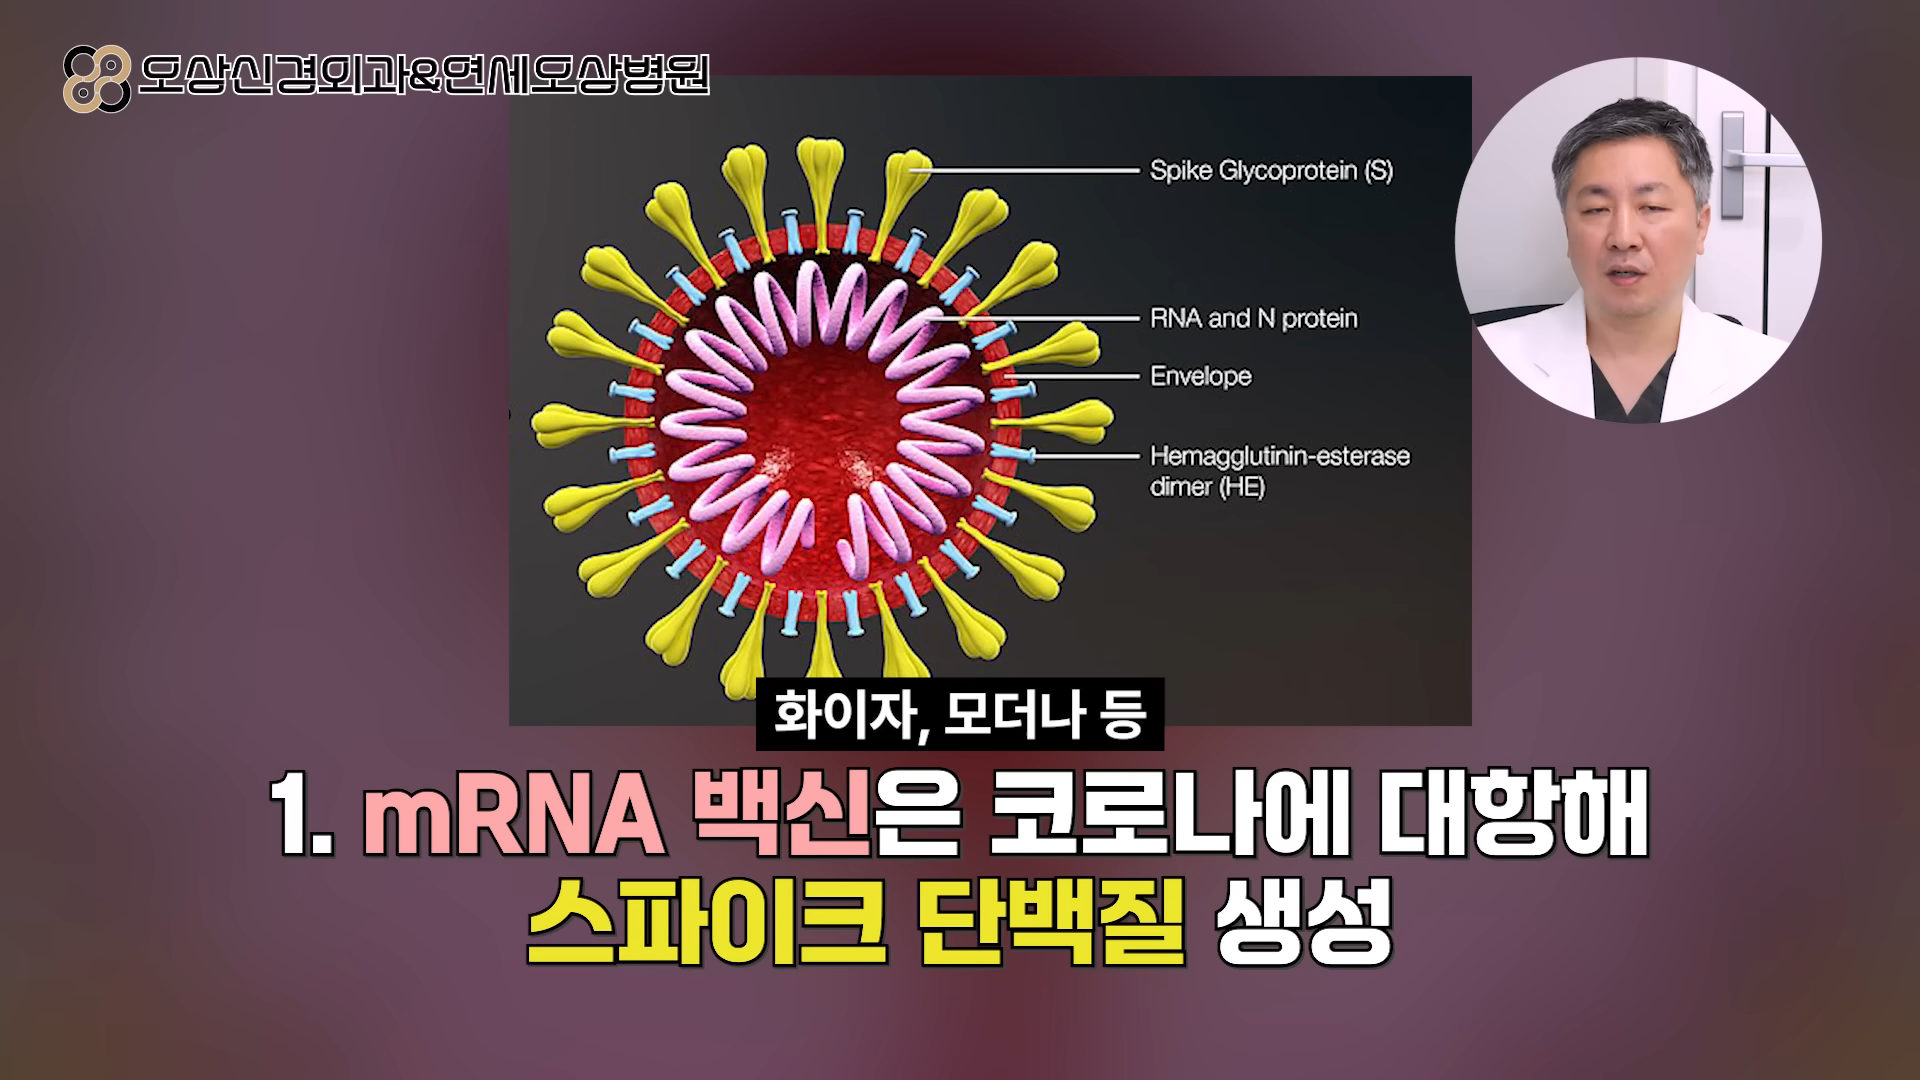 오상신경외과&연세오상병원
Spike Glycoprotein (S)
RNA and N protein
Envelope
Hemagglutinin-esterase
dimer (HE)
화이자, 모더나 등
1. mRNA 백신은 코로나에 대항해
스파이크 단백질 생성